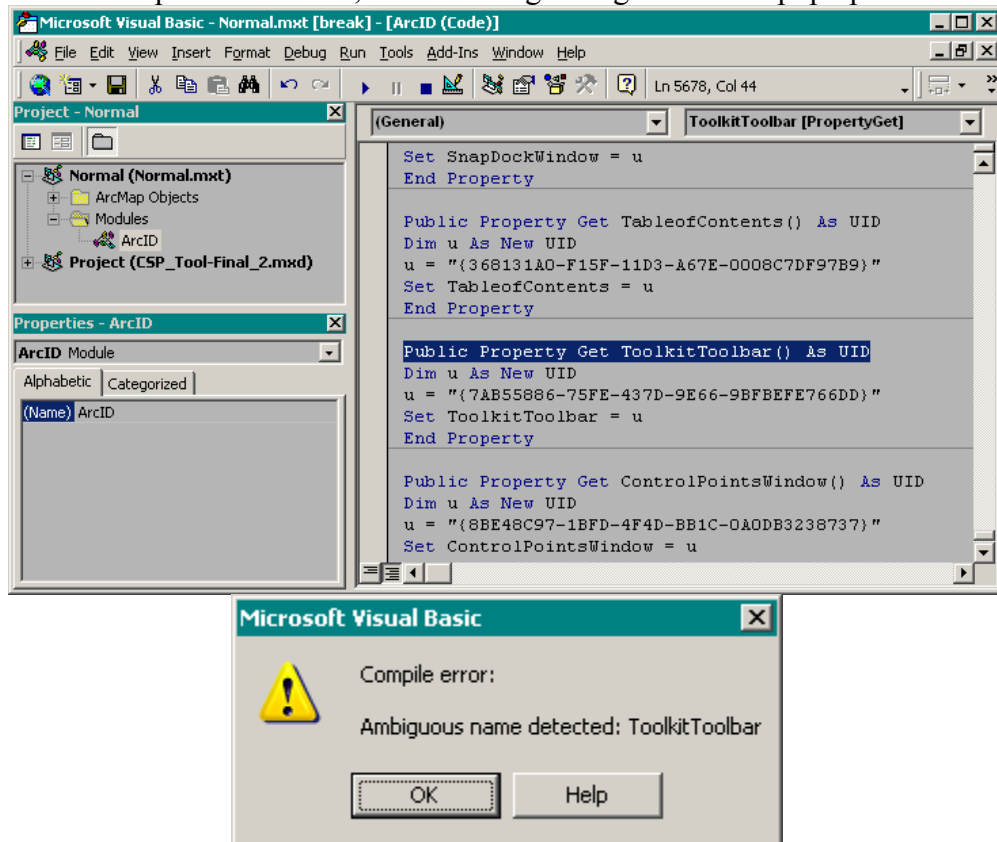 Microsoft Visual Basic - Normal.mxt [break] - [ArcID (Code)]
File Edit View Insert Format Debug Run Tools Add-Ins Window Help
Ln 5678, Col 44
Project - Normal
(General) ToolkitToolbar [PropertyGet]
Normal (Normal.mxt)
ArcMap Objects
Modules
ArcID
Project (CSP_Tool-Final_2.mxd)
Properties - ArcID
ArcID Module
Alphabetic Categorized
(Name) ArcID
Set SnapDockWindow = u
End Property
Public Property Get TableofContents() As UID
Dim u As New UID
u = "{368131A0-F15F-11D3-A67E-0008C7DF97B9}"
Set TableofContents = u
End Property
Public Property Get ToolkitToolbar() As UID
Dim u As New UID
u = "{7AB55886-75FE-437D-9E66-9BFBEFE766DD}"
Set ToolkitToolbar = u
End Property
Public Property Get ControlPointsWindow() As UID
Dim u As New UID
u = "{8BE48C97-1BFD-4F4D-BB1C-0A0DB3238737}"
Set ControlPointsWindow = u
Microsoft Visual Basic
Compile error:
Ambiguous name detected: ToolkitToolbar
OK Help